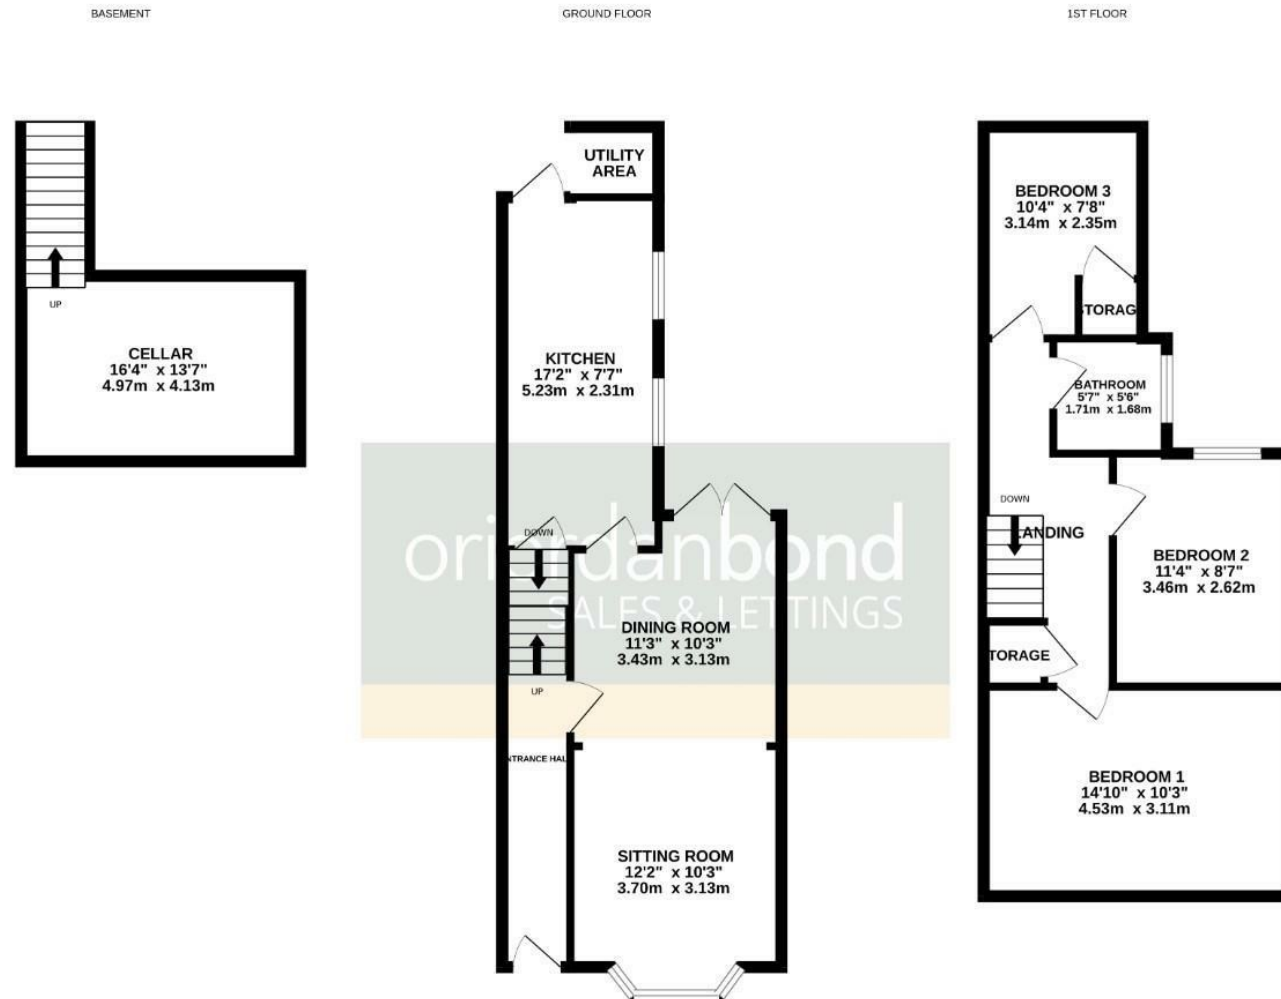 BASEMENT
GROUND FLOOR
1ST FLOOR
UP
CELLAR
16'4" x 13'7"
4.97m x 4.13m
UTILITY
AREA
KITCHEN
17'2" x 7'7"
5.23m x 2.31m
DOWN
oriordanbond
SALES & LETTINGS
DINING ROOM
11'3" x 10'3"
3.43m x 3.13m
UP
NTRANCE HAL
SITTING ROOM
12'2" x 10'3"
3.70m x 3.13m
BEDROOM 3
10'4" x 7'8"
3.14m x 2.35m
STORAG
BATHROOM
5'7" x 5'6"
1.71m x 1.68m
DOWN
LANDING
BEDROOM 2
11'4" x 8'7"
3.46m x 2.62m
TORAGE
BEDROOM 1
14'10" x 10'3"
4.53m x 3.11m